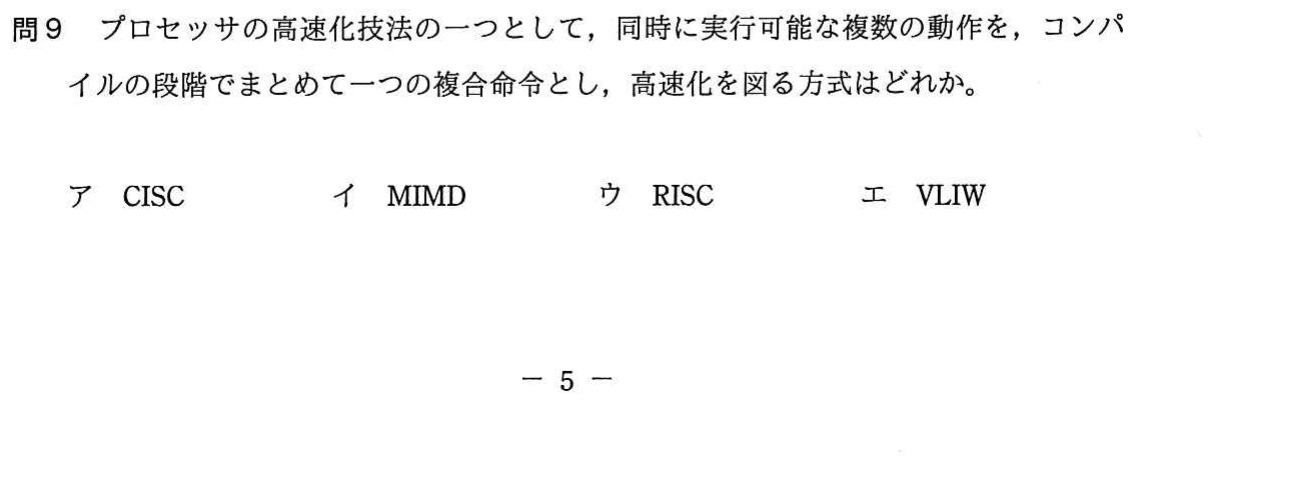 問9 プロセッサの高速化技法の一つとして，同時に実行可能な複数の動作を，コンパ
イルの段階でまとめて一つの複合命令とし，高速化を図る方式はどれか。
ア CISC イ MIMD ウ RISC エ VLIW
－ 5 －